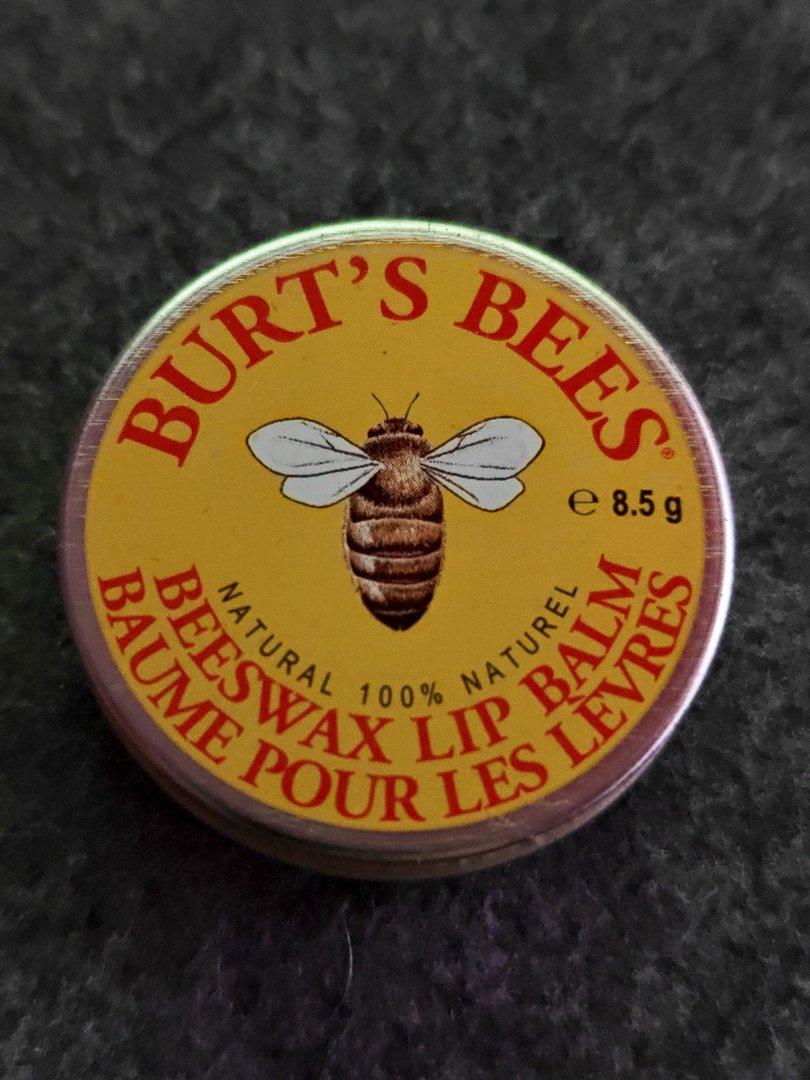 BURT'S BEES®
℮ 8.5 g
NATURAL 100% NATUREL
BEESWAX LIP BALM
BAUME POUR LES LÈVRES